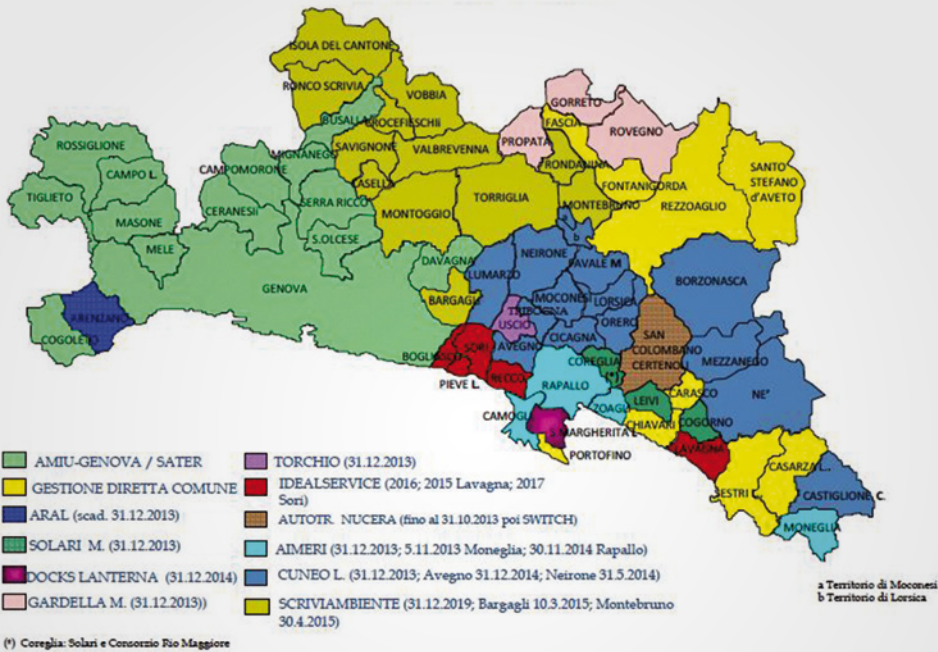 ISOLA DEL CANTONE
RONCO SCRIVIA
VOBBIA
GORRETO
BUSALLA
CROCEFIESCHII
FASCIA
ROVEGNO
ROSSIGLIONE
PROPATA
MIGNANEGO
SAVIGNONE
VALBREVENNA
FRONDANINA
CAMPO L.
CAMPOMORONE
CASELLA
FONTANIGORDA
SANTO
STEFANO
d'AVETO
TIGLIETO
CERANESII
SERRA RICCO
MONTOGGIO
TORRIGLIA
MONTEBRUNO
REZZOAGLIO
MASONE
S.OLCESE
a
b
MELE
DAVAGNA
NEIRONE
FAVALE M
LUMARZO
BORZONASCA
GENOVA
BARGAGLI
MOCONESI
LORSICA
TRIBOGNA
ARENZANO
USCIO
ORERO
SAN
COLOMBANO
CERTENOLI
COGOLETO
BOGLIASCO
SORI
AVEGNO
CICAGNA
COREGLIA
(*)
MEZZANEGO
PIEVE L.
RECCO
RAPALLO
CARASCO
NE'
CAMOGLI
ZOAGLI
LEIVI
COGORNO
S.MARGHERITA L
CHIAVARI
LAVAGNA
PORTOFINO
CASARZA L.
SESTRI L
CASTIGLIONE C.
MONEGLIA
AMIU-GENOVA / SATER
GESTIONE DIRETTA COMUNE
ARAL (scad. 31.12.2013)
SOLARI M. (31.12.2013)
DOCKS LANTERNA (31.12.2014)
GARDELLA M. (31.12.2013))
TORCHIO (31.12.2013)
IDEALSERVICE (2016; 2015 Lavagna; 2017
Sori)
AUTOTR. NUCERA (fino al 31.10.2013 poi SWITCH)
AIMERI (31.12.2013; 5.11.2013 Moneglia; 30.11.2014 Rapallo)
CUNEO L. (31.12.2013; Avegno 31.12.2014; Neirone 31.5.2014)
SCRIVIAMBIENTE (31.12.2019; Bargagli 10.3.2015; Montebruno
30.4.2015)
a Territorio di Moconesi
b Territorio di Lorsica
(*) Coreglia: Solari e Consorzio Rio Maggiore